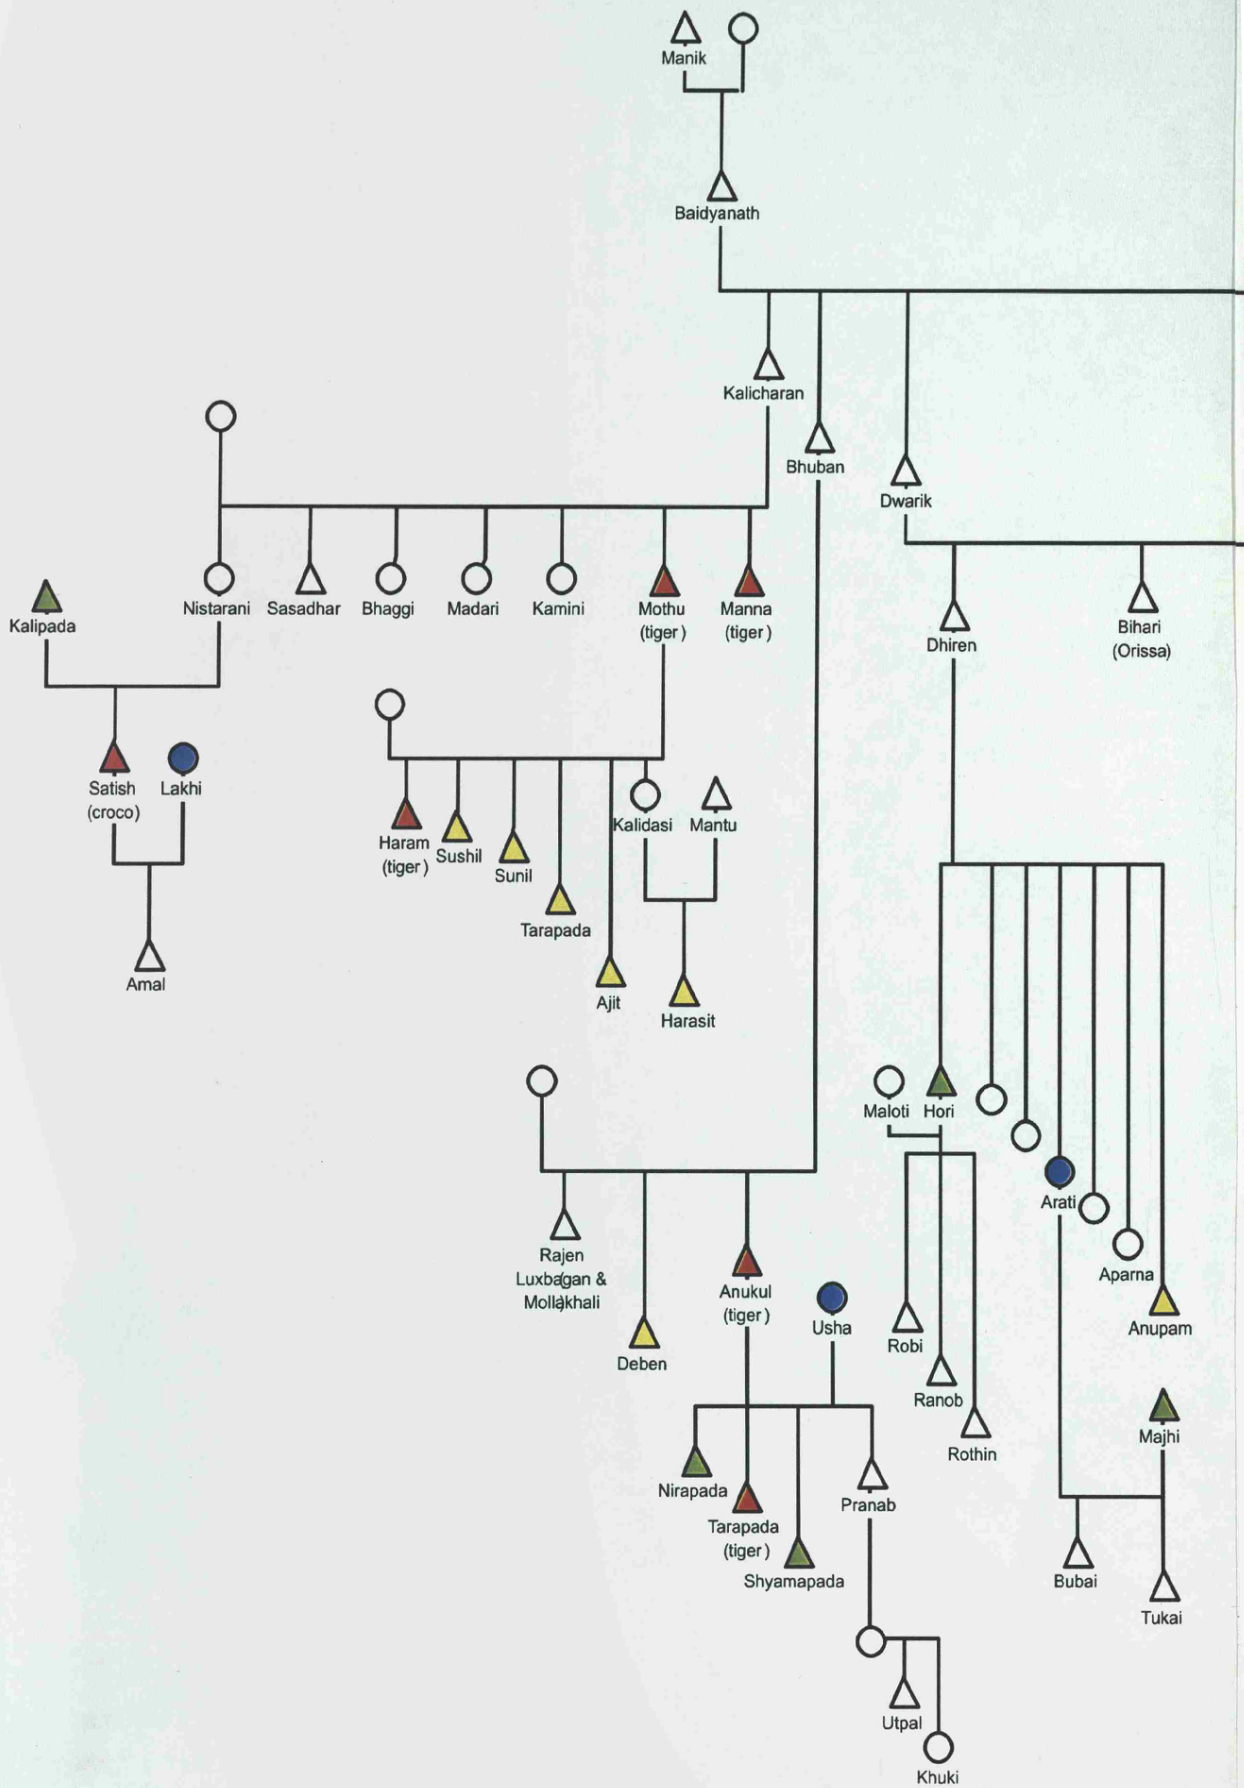 Manik
Baidyanath
Kalicharan
Bhuban
Dwarik
Nistarani
Sasadhar
Bhaggi
Madari
Kamini
Mothu
(tiger)
Manna
(tiger)
Kalipada
Dhiren
Bihari
(Orissa)
Satish
(croco)
Lakhi
Haram
(tiger)
Sushil
Sunil
Tarapada
Ajit
Kalidasi
Mantu
Harasit
Amal
Maloti
Hori
Arati
Aparna
Anupam
Rajen
Luxbagan &
Mollakhali
Deben
Anukul
(tiger)
Usha
Robi
Ranob
Rothin
Majhi
Nirapada
Tarapada
(tiger)
Shyamapada
Pranab
Bubai
Tukai
Utpal
Khuki